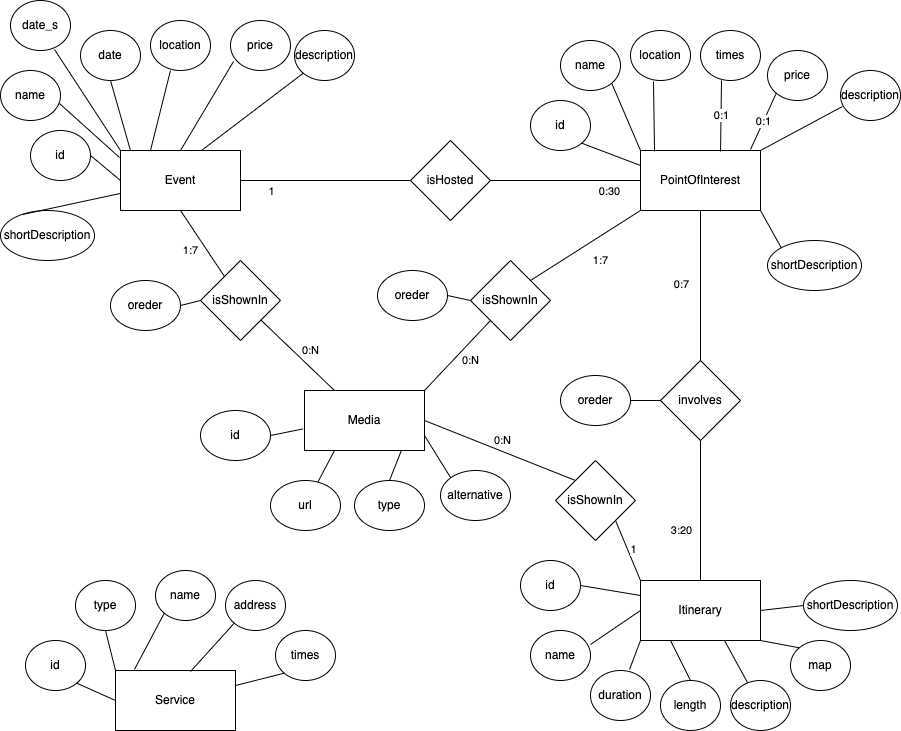 date_s
date
location
price
description
name
id
Event
shortDescription
1
isHosted
0:30
name
location
times
price
description
id
0:1
0:1
PointOfInterest
shortDescription
1:7
oreder
isShownIn
0:N
1:7
oreder
isShownIn
0:N
0:7
oreder
involves
3:20
Media
id
url
type
alternative
0:N
isShownIn
1
id
name
duration
length
description
map
shortDescription
Itinerary
id
type
name
address
times
Service